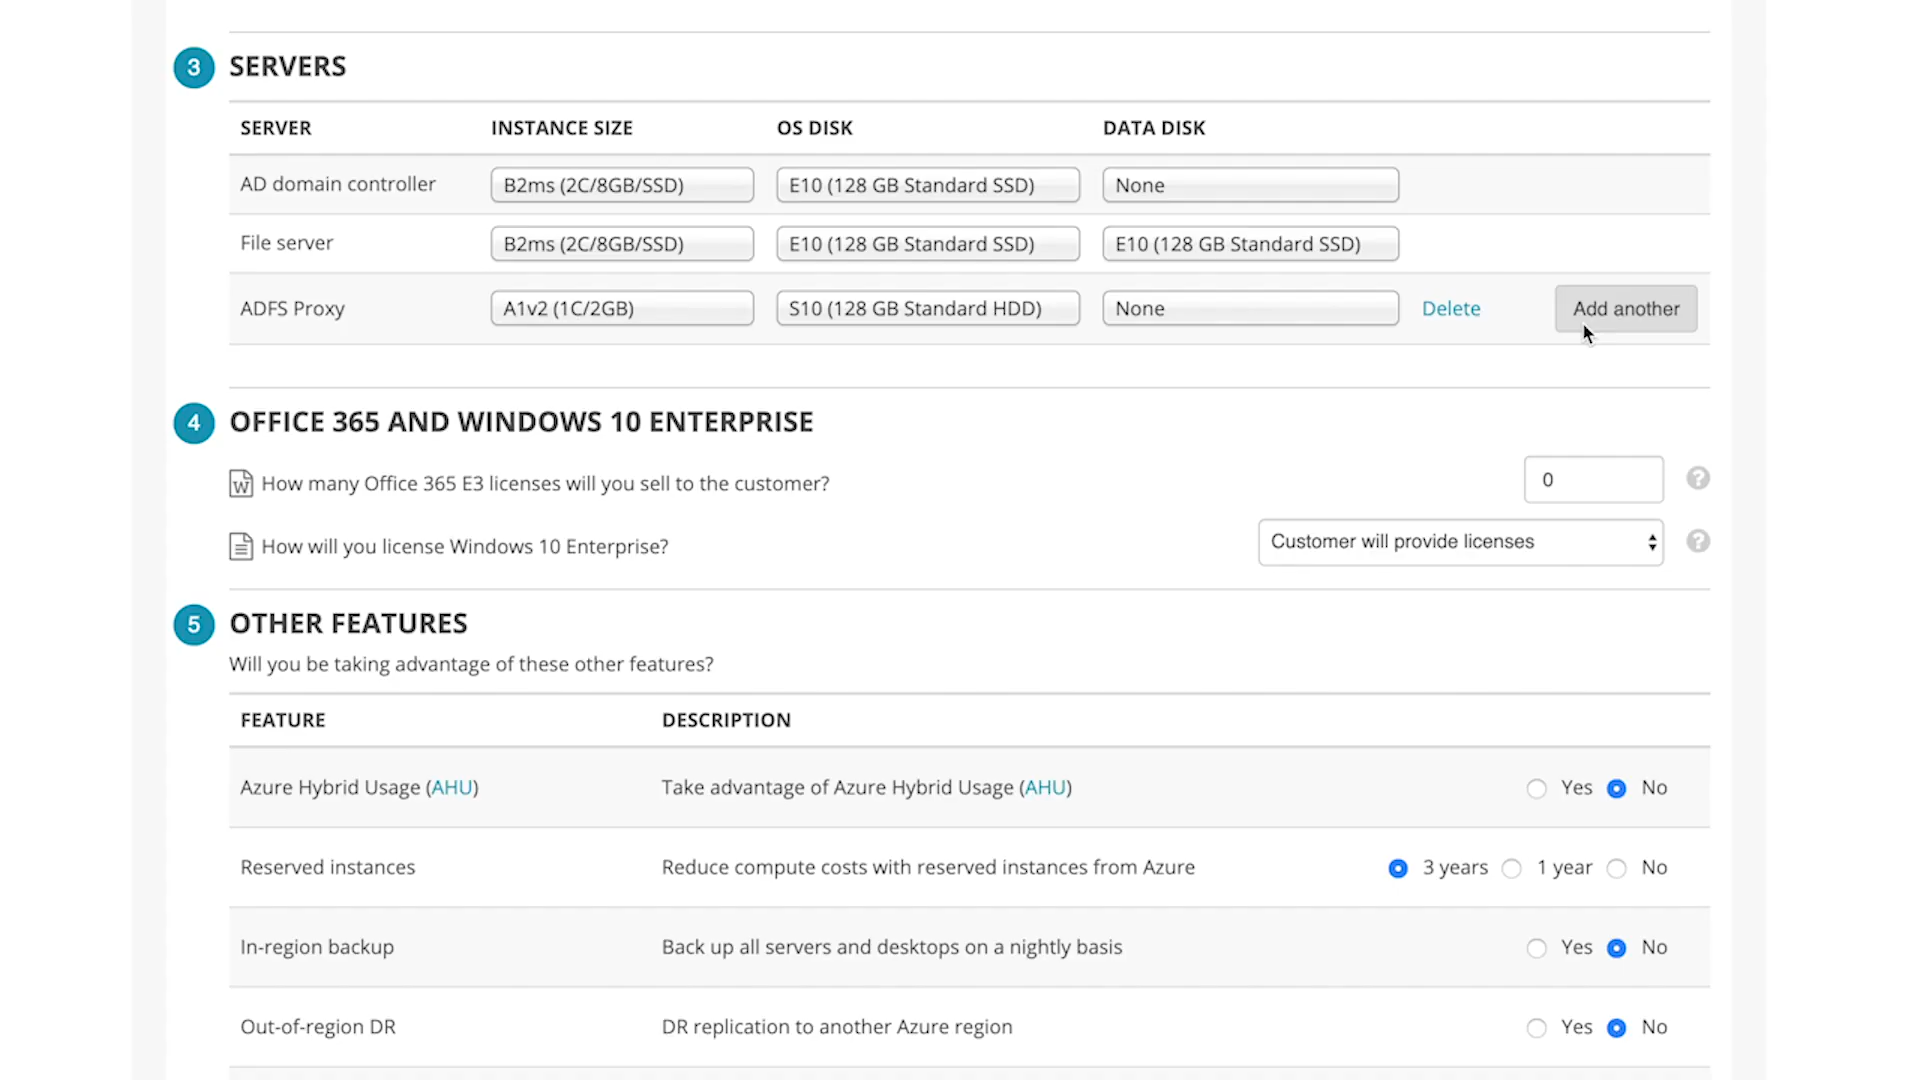 3 SERVERS
SERVER INSTANCE SIZE OS DISK DATA DISK
AD domain controller B2ms (2C/8GB/SSD) E10 (128 GB Standard SSD) None
File server B2ms (2C/8GB/SSD) E10 (128 GB Standard SSD) E10 (128 GB Standard SSD)
ADFS Proxy A1v2 (1C/2GB) S10 (128 GB Standard HDD) None Delete Add another
4 OFFICE 365 AND WINDOWS 10 ENTERPRISE
W How many Office 365 E3 licenses will you sell to the customer? 0 ?
How will you license Windows 10 Enterprise? Customer will provide licenses ?
5 OTHER FEATURES
Will you be taking advantage of these other features?
FEATURE DESCRIPTION
Azure Hybrid Usage (AHU) Take advantage of Azure Hybrid Usage (AHU) Yes No
Reserved instances Reduce compute costs with reserved instances from Azure 3 years 1 year No
In-region backup Back up all servers and desktops on a nightly basis Yes No
Out-of-region DR DR replication to another Azure region Yes No